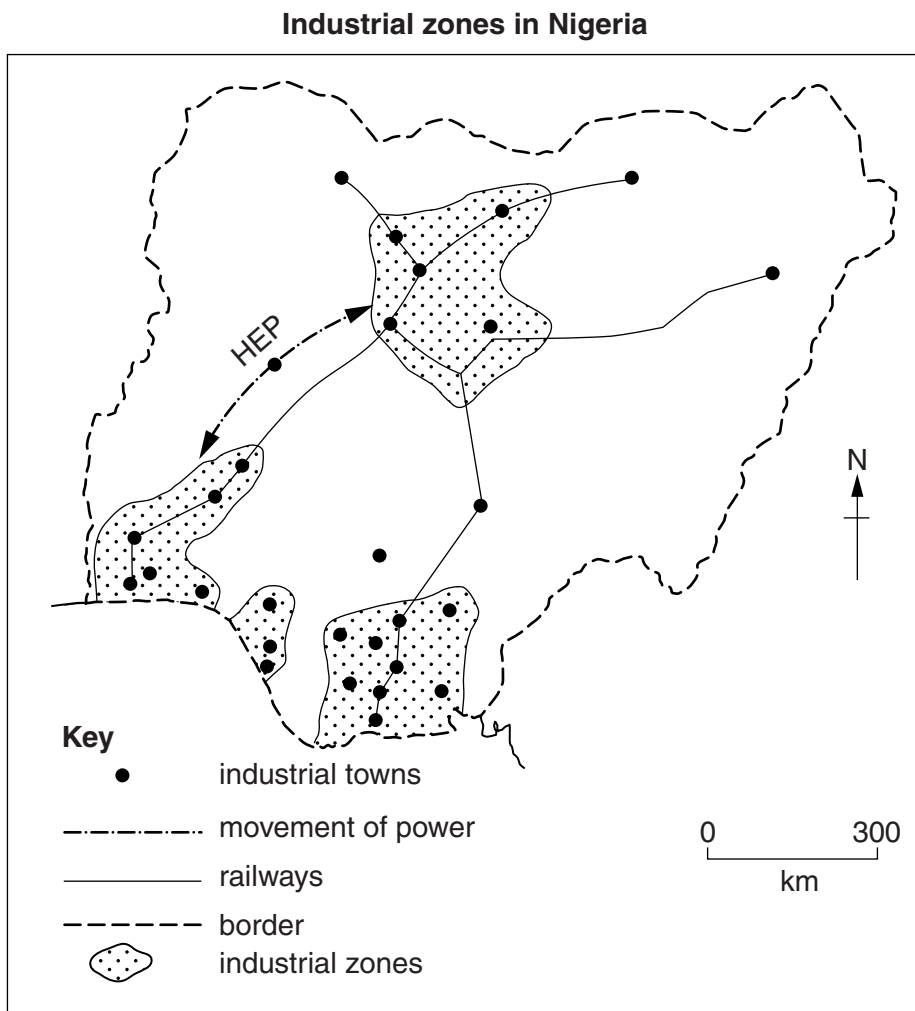 Industrial zones in Nigeria
HEP
N
Key
industrial towns
movement of power
railways
border
industrial zones
0 300
km